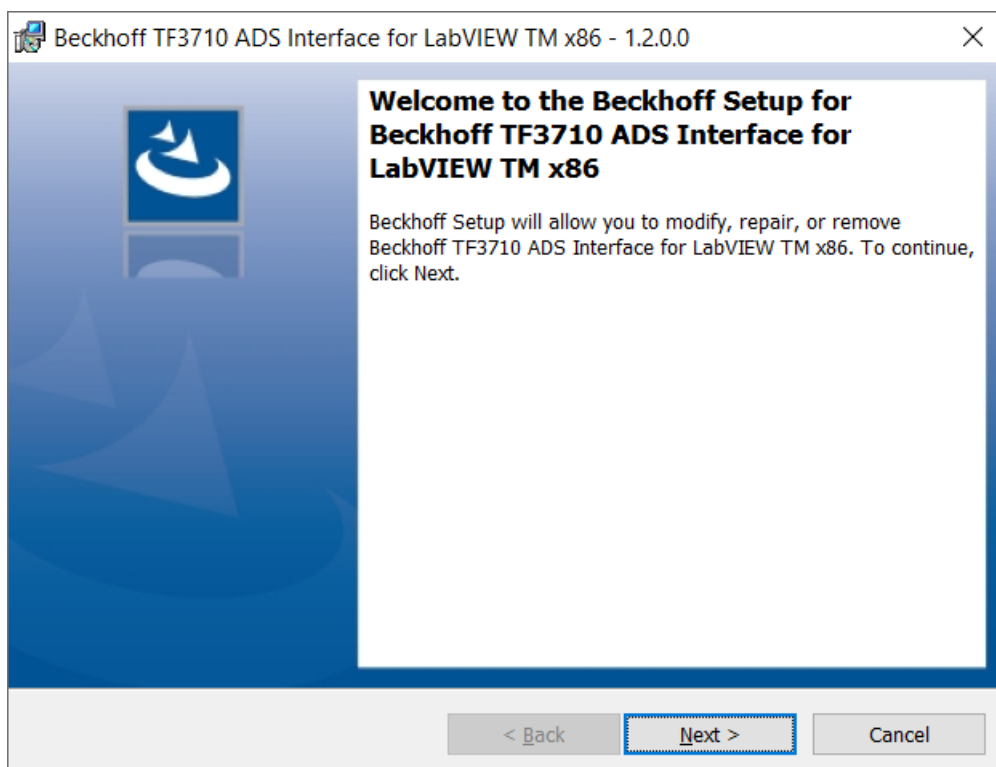 Beckhoff TF3710 ADS Interface for LabVIEW TM x86 - 1.2.0.0
Welcome to the Beckhoff Setup for
Beckhoff TF3710 ADS Interface for
LabVIEW TM x86
Beckhoff Setup will allow you to modify, repair, or remove
Beckhoff TF3710 ADS Interface for LabVIEW TM x86. To continue,
click Next.
< Back Next > Cancel